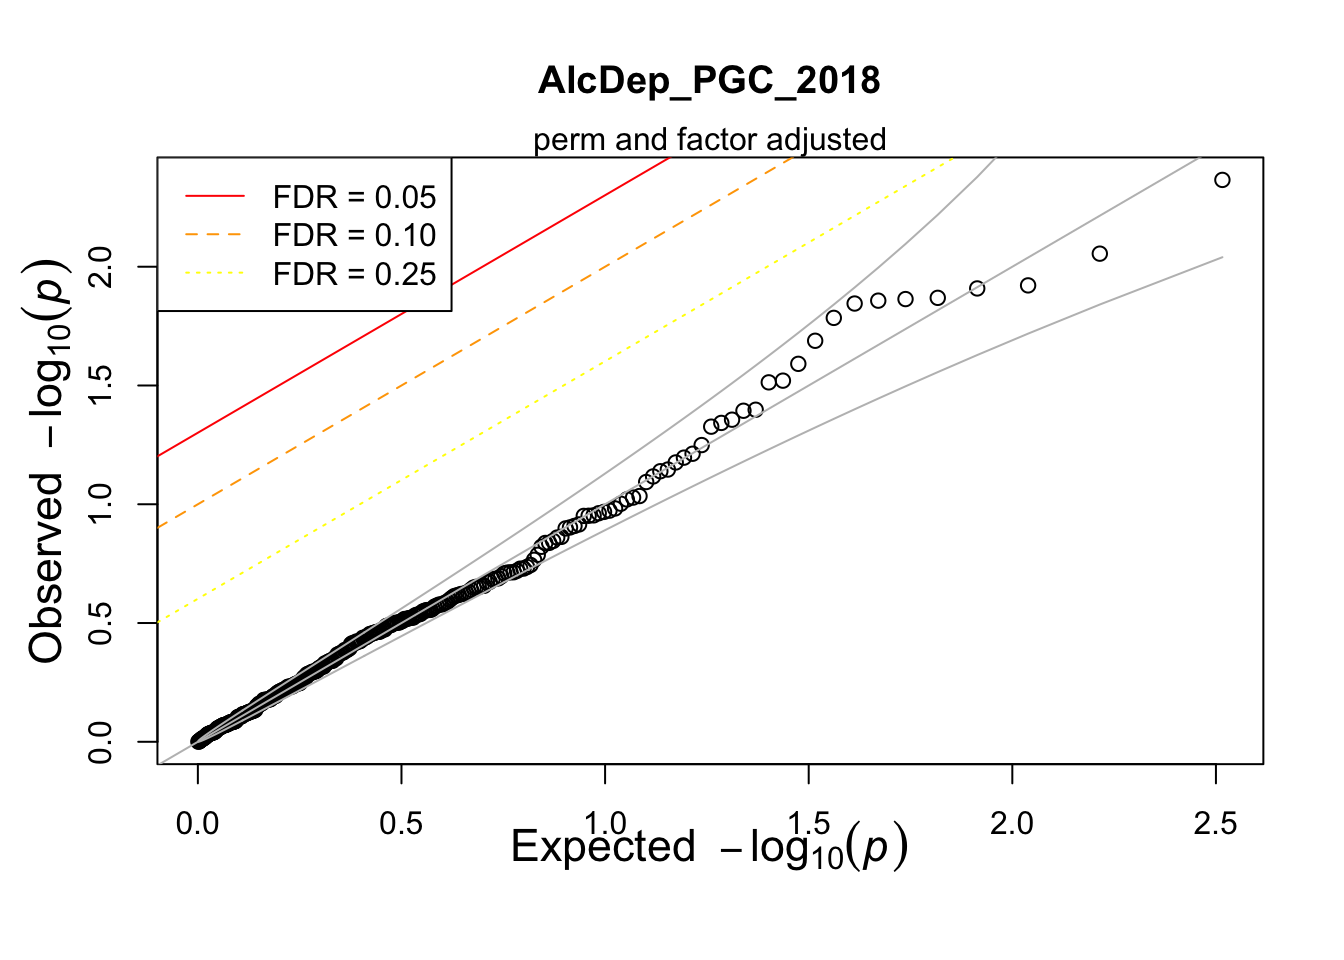 AlcDep_PGC_2018
perm and factor adjusted
FDR = 0.05
FDR = 0.10
FDR = 0.25
Observed −log10(p)
2.0
1.5
1.0
0.5
0.0
0.0 0.5 1.0 1.5 2.0 2.5
Expected −log10(p)